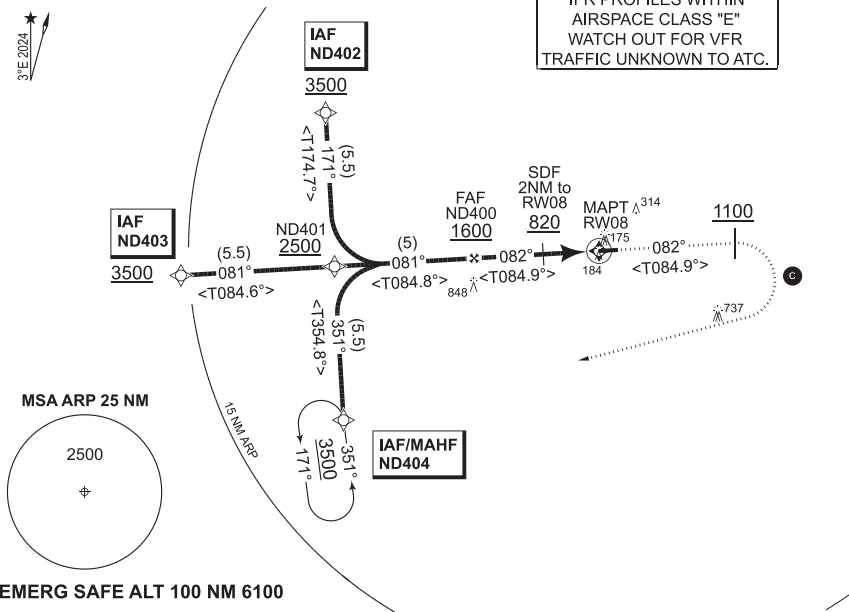 IFR PROFILES WITHIN
AIRSPACE CLASS "E"
WATCH OUT FOR VFR
TRAFFIC UNKNOWN TO ATC.
3°E 2024
IAF
ND402
3500
171°
(5.5)
<T174.7°>
IAF
ND403
3500
(5.5)
081°
<T084.6°>
ND401
2500
(5)
081°
<T084.8°>
FAF
ND400
1600
848
082°
<T084.9°>
SDF
2NM to
RW08
820
MAPT
RW08
314
175
184
082°
<T084.9°>
1100
C
737
351°
(5.5)
<T354.8°>
IAF/MAHF
ND404
351°
3500
171°
15 NM ARP
MSA ARP 25 NM
2500
EMERG SAFE ALT 100 NM 6100